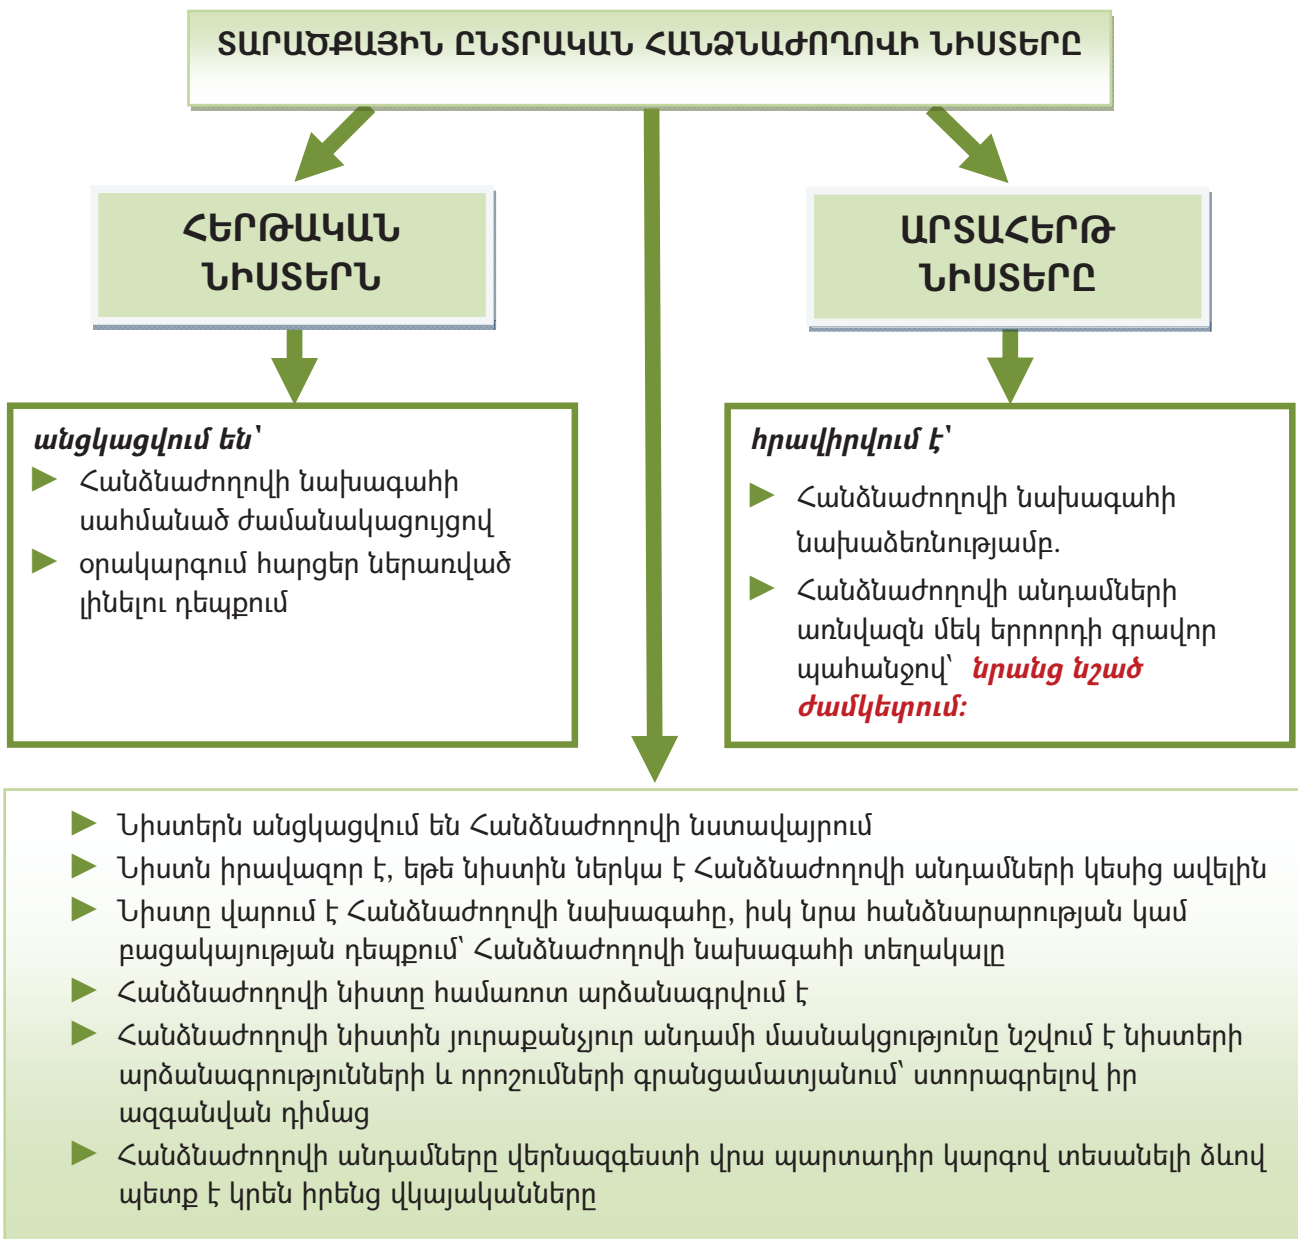 ՏԱՐԱԾՔԱՅԻՆ ԸՆՏՐԱԿԱՆ ՀԱՆՁՆԱԺՈՂՈՎԻ ՆԻՍՏԵՐԸ
ՀԵՐԹԱԿԱՆ
ՆԻՍՏԵՐՆ
անցկացվում են՝
► Հանձնաժողովի նախագահի
սահմանած ժամանակացույցով
► օրակարգում հարցեր ներառված
լինելու դեպքում
ԱՐՏԱՀԵՐԹ
ՆԻՍՏԵՐԸ
հրավիրվում է՝
► Հանձնաժողովի նախագահի
նախաձեռնությամբ.
► Հանձնաժողովի անդամների
առնվազն մեկ երրորդի գրավոր
պահանջով՝ նրանց նշած
ժամկետում:
► Նիստերն անցկացվում են Հանձնաժողովի նստավայրում
► Նիստն իրավազոր է, եթե նիստին ներկա է Հանձնաժողովի անդամների կեսից ավելին
► Նիստը վարում է Հանձնաժողովի նախագահը, իսկ նրա հանձնարարության կամ
բացակայության դեպքում՝ Հանձնաժողովի նախագահի տեղակալը
► Հանձնաժողովի նիստը համառոտ արձանագրվում է
► Հանձնաժողովի նիստին յուրաքանչյուր անդամի մասնակցությունը նշվում է նիստերի
արձանագրությունների և որոշումների գրանցամատյանում՝ ստորագրելով իր
ազգանվան դիմաց
► Հանձնաժողովի անդամները վերնազգեստի վրա պարտադիր կարգով տեսանելի ձևով
պետք է կրեն իրենց վկայականները